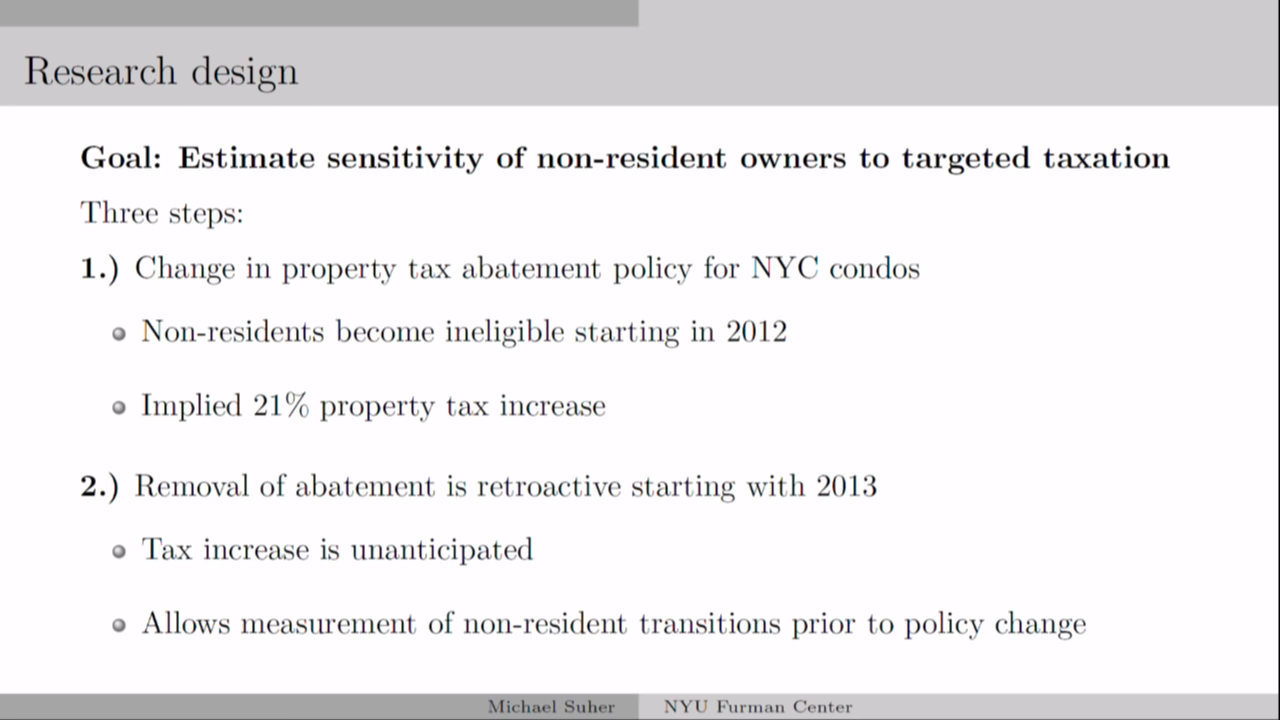 Research design
Goal: Estimate sensitivity of non-resident owners to targeted taxation
Three steps:
1.) Change in property tax abatement policy for NYC condos
Non-residents become ineligible starting in 2012
Implied 21% property tax increase
2.) Removal of abatement is retroactive starting with 2013
Tax increase is unanticipated
Allows measurement of non-resident transitions prior to policy change
Michael Suher NYU Furman Center